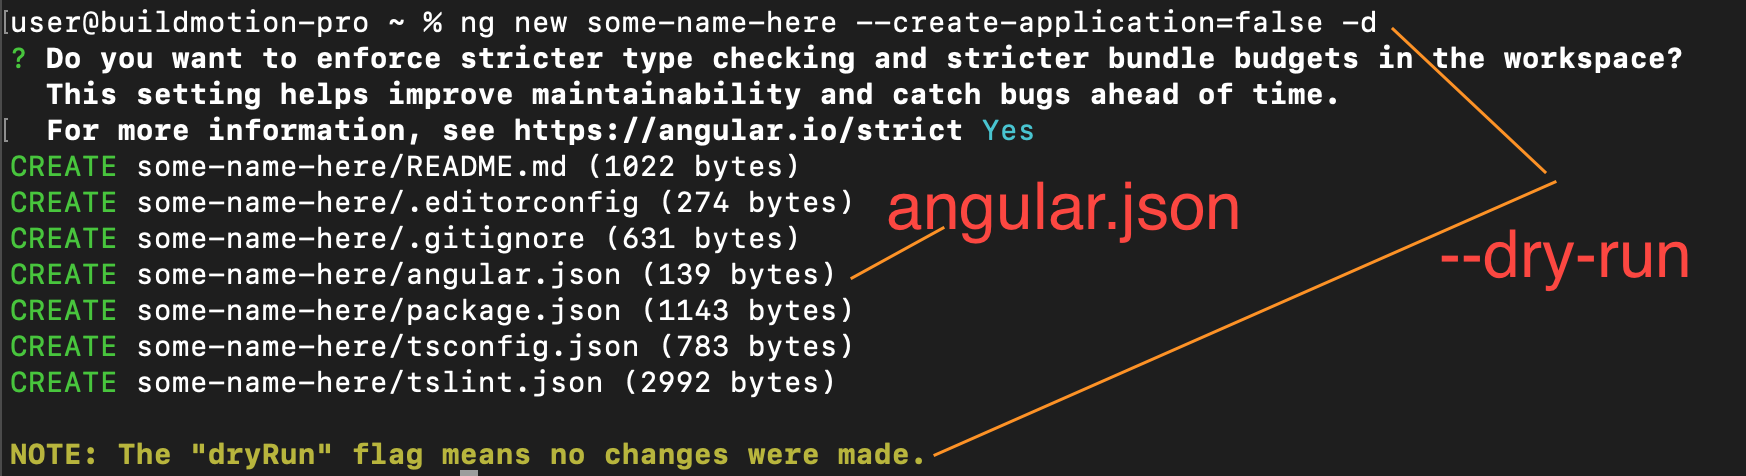 user@buildmotion-pro ~ % ng new some-name-here --create-application=false -d
? Do you want to enforce stricter type checking and stricter bundle budgets in the workspace?
This setting helps improve maintainability and catch bugs ahead of time.
For more information, see https://angular.io/strict Yes
CREATE some-name-here/README.md (1022 bytes)
CREATE some-name-here/.editorconfig (274 bytes)
angular.json
CREATE some-name-here/.gitignore (631 bytes)
--dry-run
CREATE some-name-here/angular.json (139 bytes)
CREATE some-name-here/package.json (1143 bytes)
CREATE some-name-here/tsconfig.json (783 bytes)
CREATE some-name-here/tslint.json (2992 bytes)
NOTE: The "dryRun" flag means no changes were made.